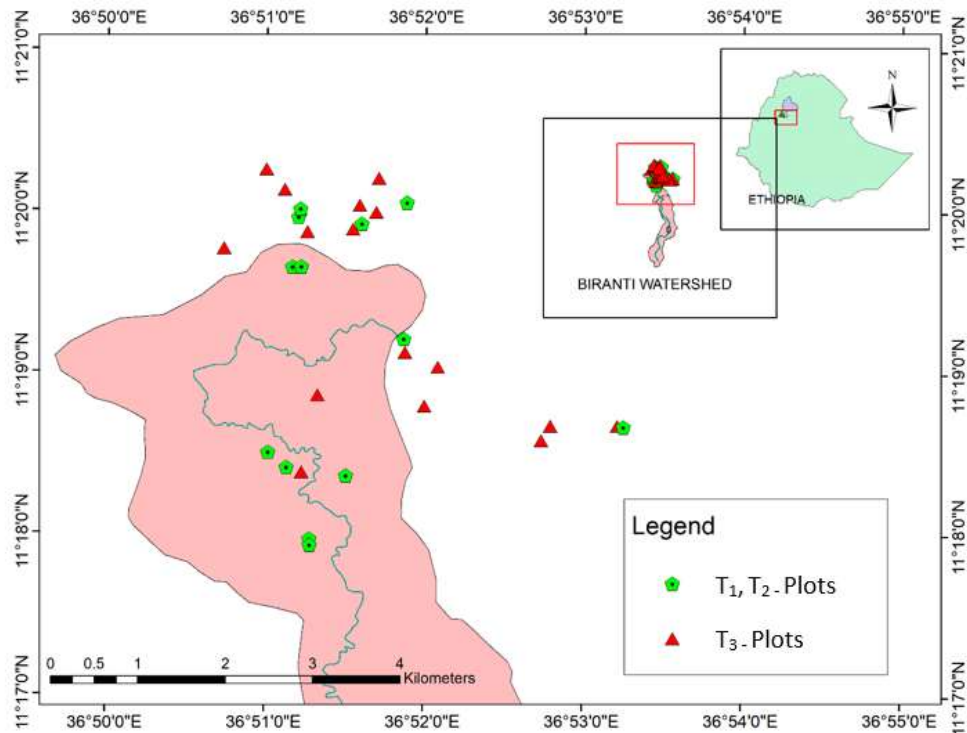 36°50'0"E 36°51'0"E 36°52'0"E 36°53'0"E 36°54'0"E 36°55'0"E
11°21'0"N
11°20'0"N
11°19'0"N
11°18'0"N
11°17'0"N
N
ETHIOPIA
BIRANTI WATERSHED
Legend
T₁, T₂ - Plots
T₃ - Plots
0 0.5 1 2 3 4
Kilometers
11°21'0"N
11°20'0"N
11°19'0"N
11°18'0"N
11°17'0"N
36°50'0"E 36°51'0"E 36°52'0"E 36°53'0"E 36°54'0"E 36°55'0"E